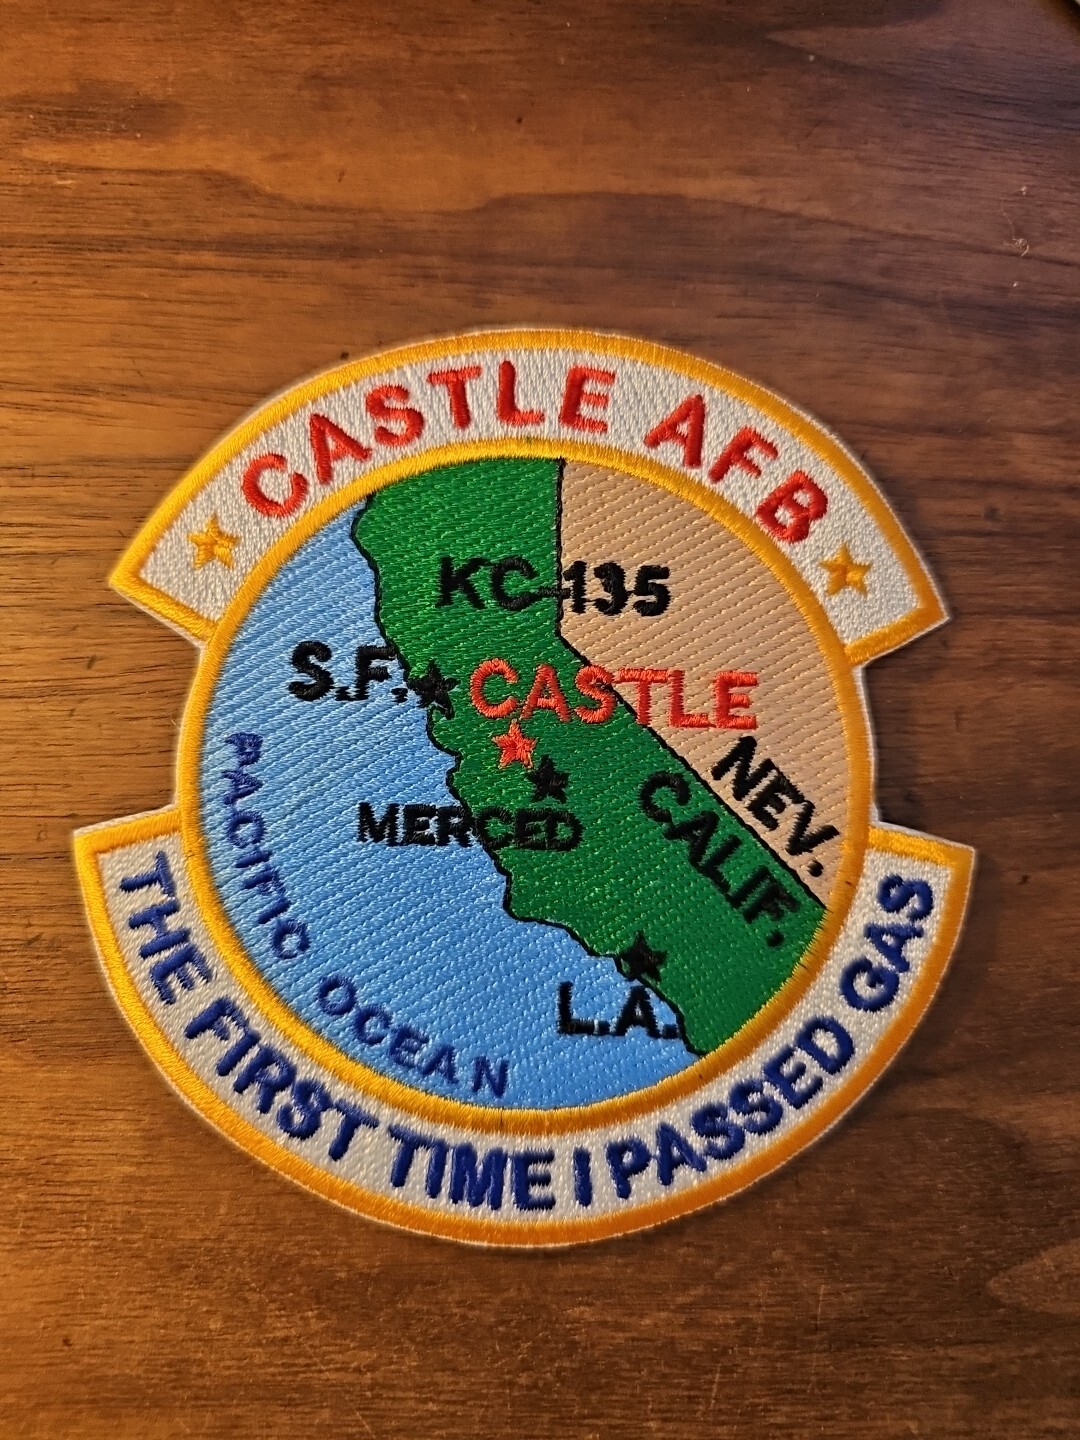 CASTLE AFB
KC-135
S.F.
CASTLE
NEV.
MERCED
CALIF.
PACIFIC OCEAN
L.A.
THE FIRST TIME I PASSED GAS